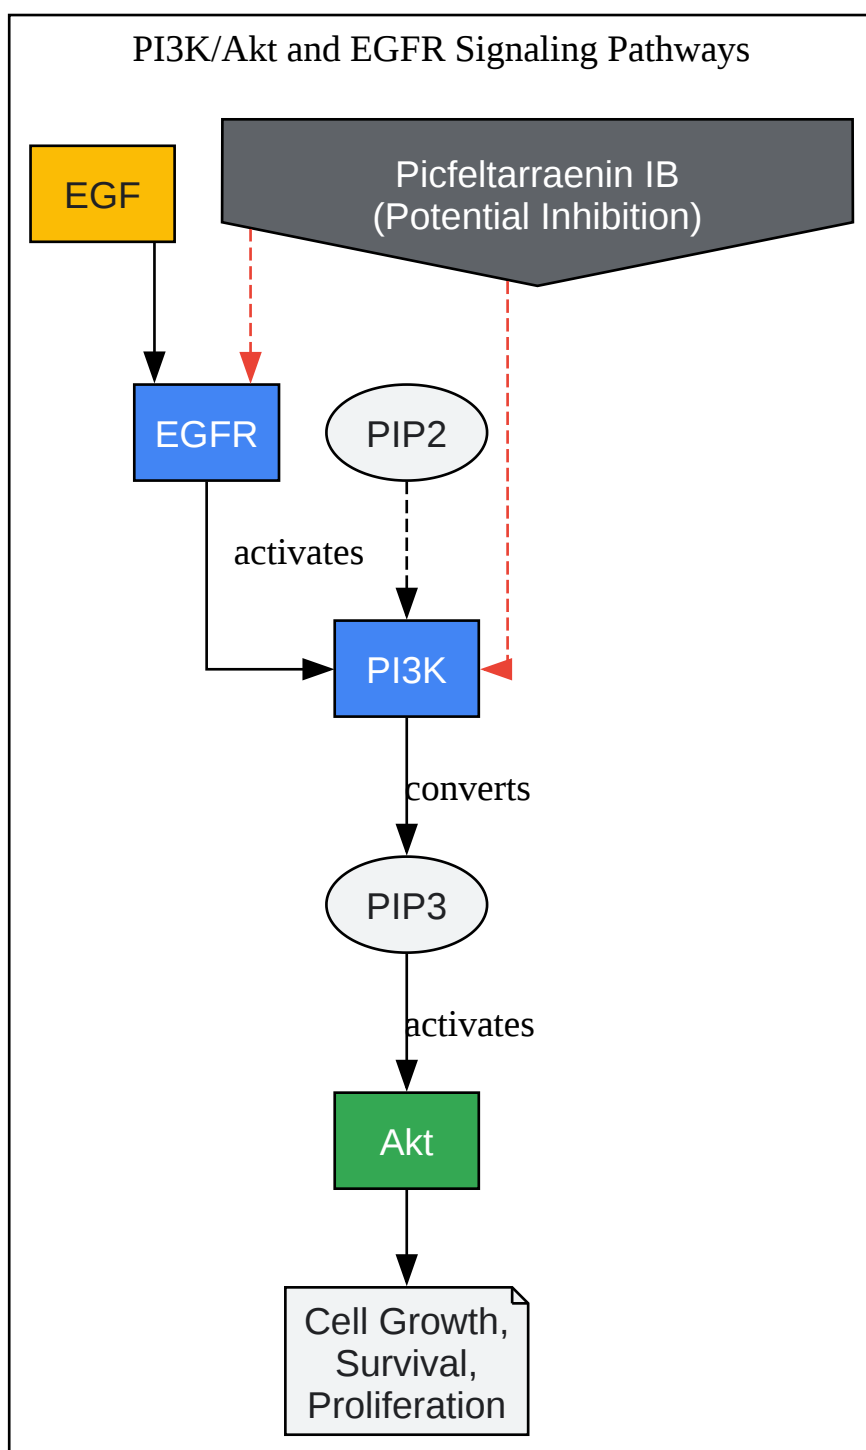 PI3K/Akt and EGFR Signaling Pathways
EGF
Picfeltarraenin IB
(Potential Inhibition)
EGFR
PIP2
activates
PI3K
converts
PIP3
activates
Akt
Cell Growth,
Survival,
Proliferation